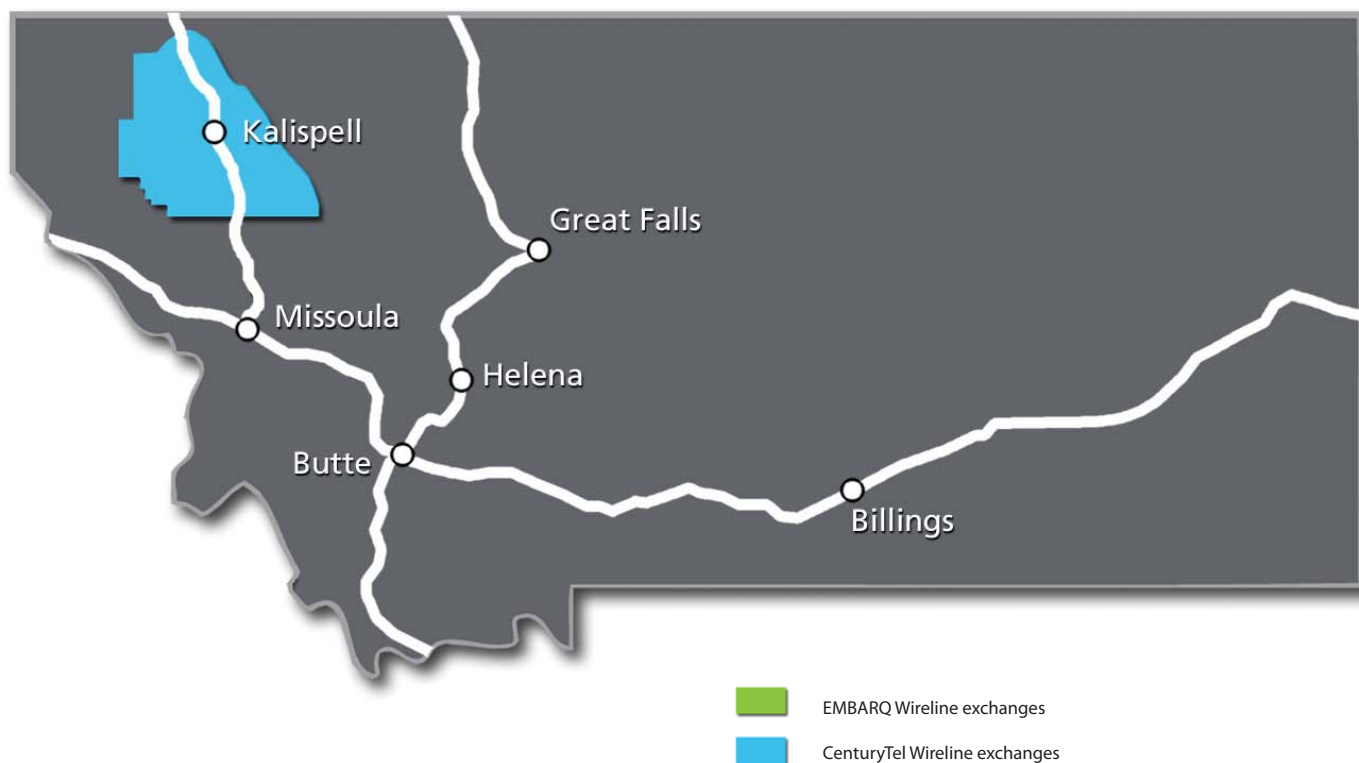 Kalispell
Great Falls
Missoula
Helena
Butte
Billings
EMBARQ Wireline exchanges
CenturyTel Wireline exchanges